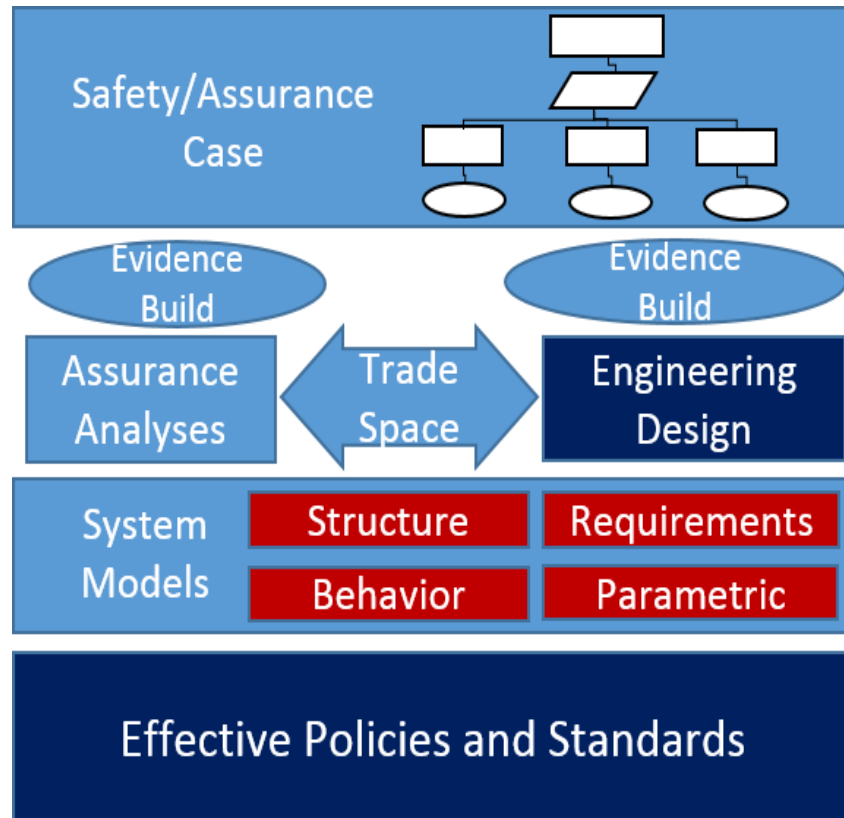 Safety/Assurance
Case
Evidence
Build
Evidence
Build
Assurance
Analyses
Trade
Space
Engineering
Design
System
Models
Structure
Requirements
Behavior
Parametric
Effective Policies and Standards